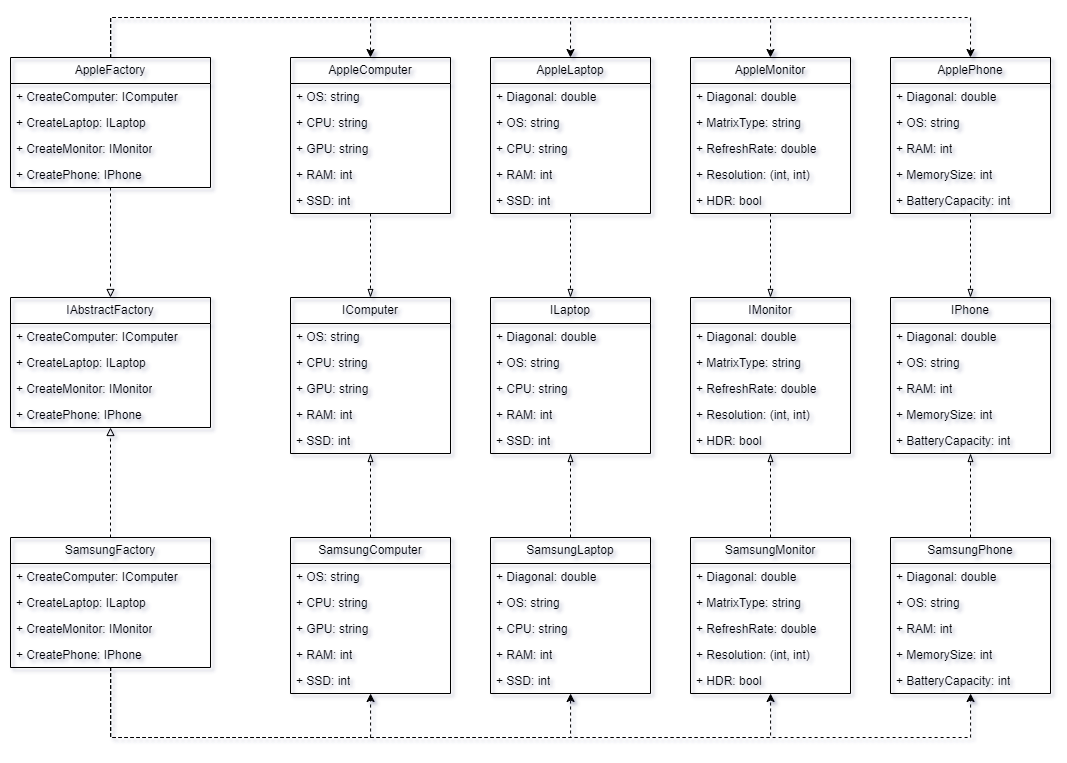 AppleFactory
+ CreateComputer: IComputer
+ CreateLaptop: ILaptop
+ CreateMonitor: IMonitor
+ CreatePhone: IPhone
AppleComputer
+ OS: string
+ CPU: string
+ GPU: string
+ RAM: int
+ SSD: int
AppleLaptop
+ Diagonal: double
+ OS: string
+ CPU: string
+ RAM: int
+ SSD: int
AppleMonitor
+ Diagonal: double
+ MatrixType: string
+ RefreshRate: double
+ Resolution: (int, int)
+ HDR: bool
ApplePhone
+ Diagonal: double
+ OS: string
+ RAM: int
+ MemorySize: int
+ BatteryCapacity: int
IAbstractFactory
+ CreateComputer: IComputer
+ CreateLaptop: ILaptop
+ CreateMonitor: IMonitor
+ CreatePhone: IPhone
IComputer
+ OS: string
+ CPU: string
+ GPU: string
+ RAM: int
+ SSD: int
ILaptop
+ Diagonal: double
+ OS: string
+ CPU: string
+ RAM: int
+ SSD: int
IMonitor
+ Diagonal: double
+ MatrixType: string
+ RefreshRate: double
+ Resolution: (int, int)
+ HDR: bool
IPhone
+ Diagonal: double
+ OS: string
+ RAM: int
+ MemorySize: int
+ BatteryCapacity: int
SamsungFactory
+ CreateComputer: IComputer
+ CreateLaptop: ILaptop
+ CreateMonitor: IMonitor
+ CreatePhone: IPhone
SamsungComputer
+ OS: string
+ CPU: string
+ GPU: string
+ RAM: int
+ SSD: int
SamsungLaptop
+ Diagonal: double
+ OS: string
+ CPU: string
+ RAM: int
+ SSD: int
SamsungMonitor
+ Diagonal: double
+ MatrixType: string
+ RefreshRate: double
+ Resolution: (int, int)
+ HDR: bool
SamsungPhone
+ Diagonal: double
+ OS: string
+ RAM: int
+ MemorySize: int
+ BatteryCapacity: int